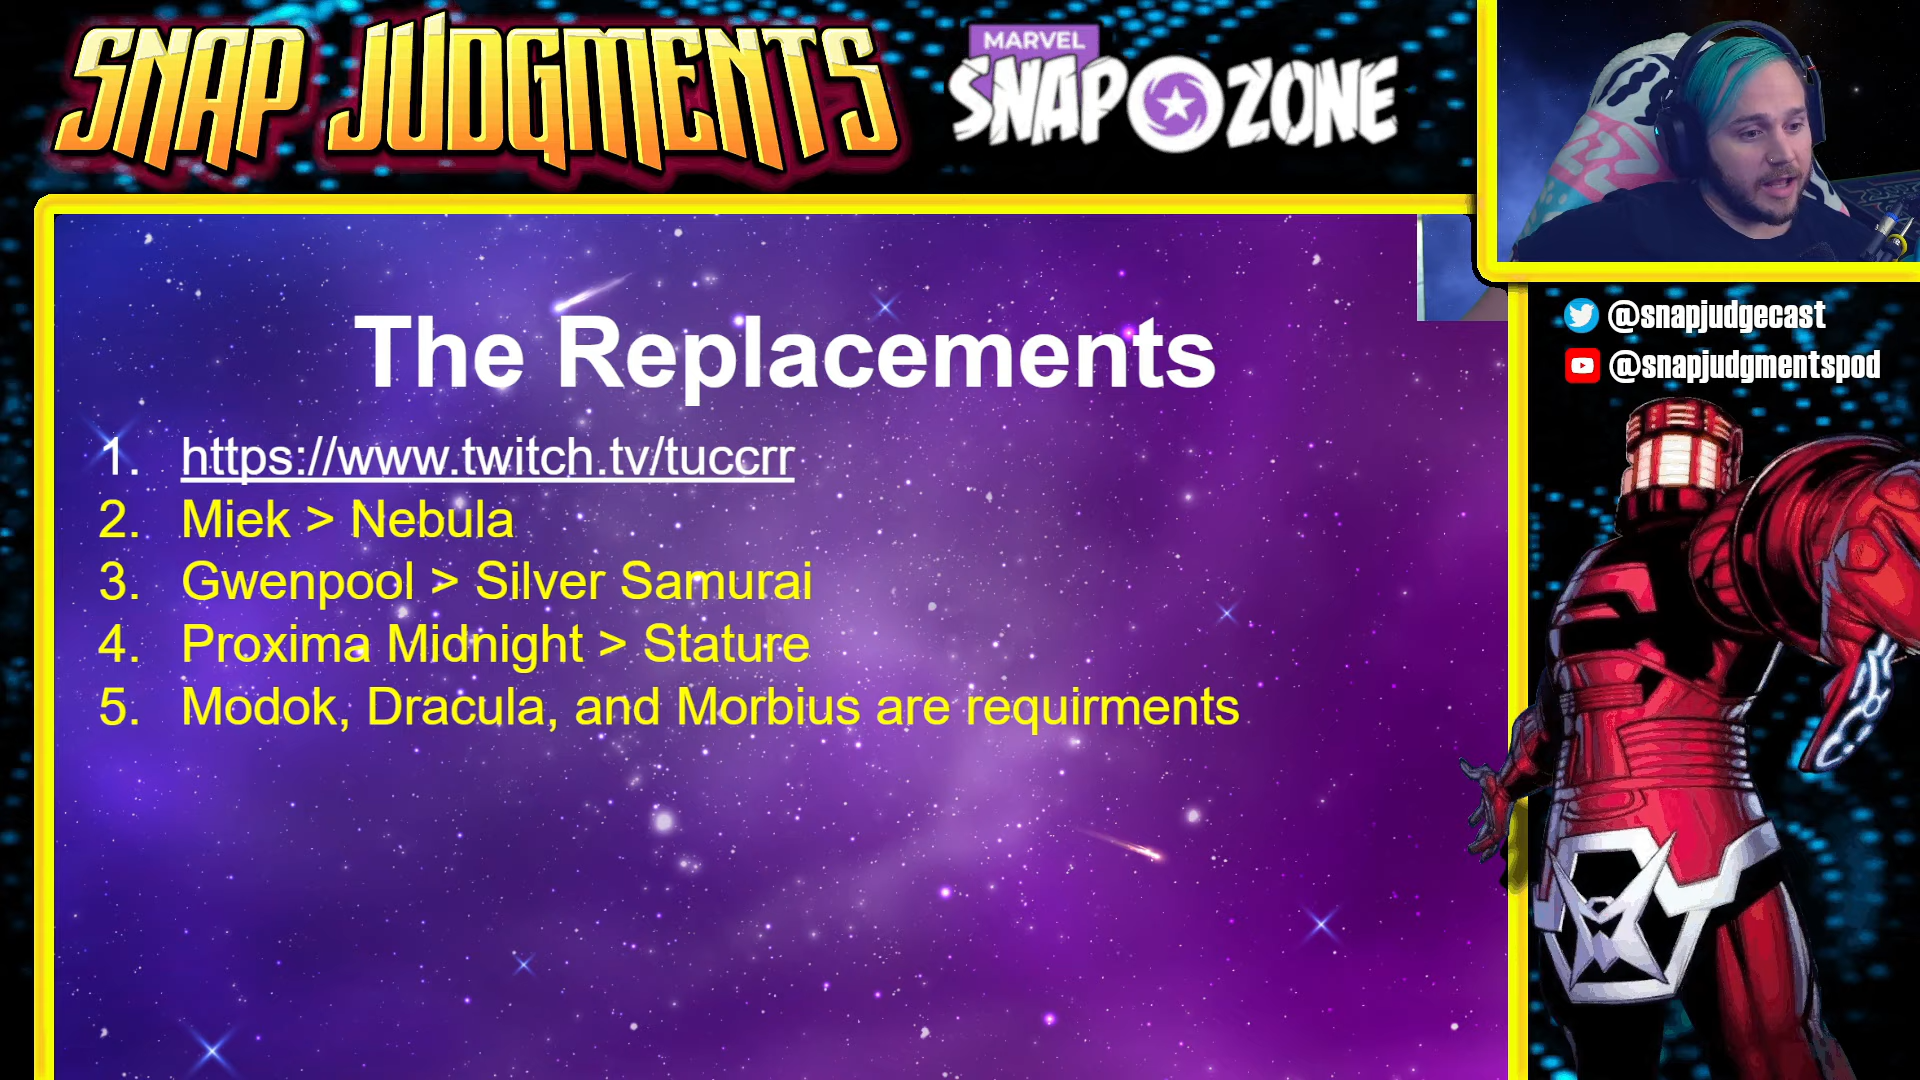 SNAP JUDGMENTS
MARVEL
SNAP ZONE
@snapjudgecast
@snapjudgmentspod
The Replacements
1. https://www.twitch.tv/tuccrr
2. Miek > Nebula
3. Gwenpool > Silver Samurai
4. Proxima Midnight > Stature
5. Modok, Dracula, and Morbius are requirments